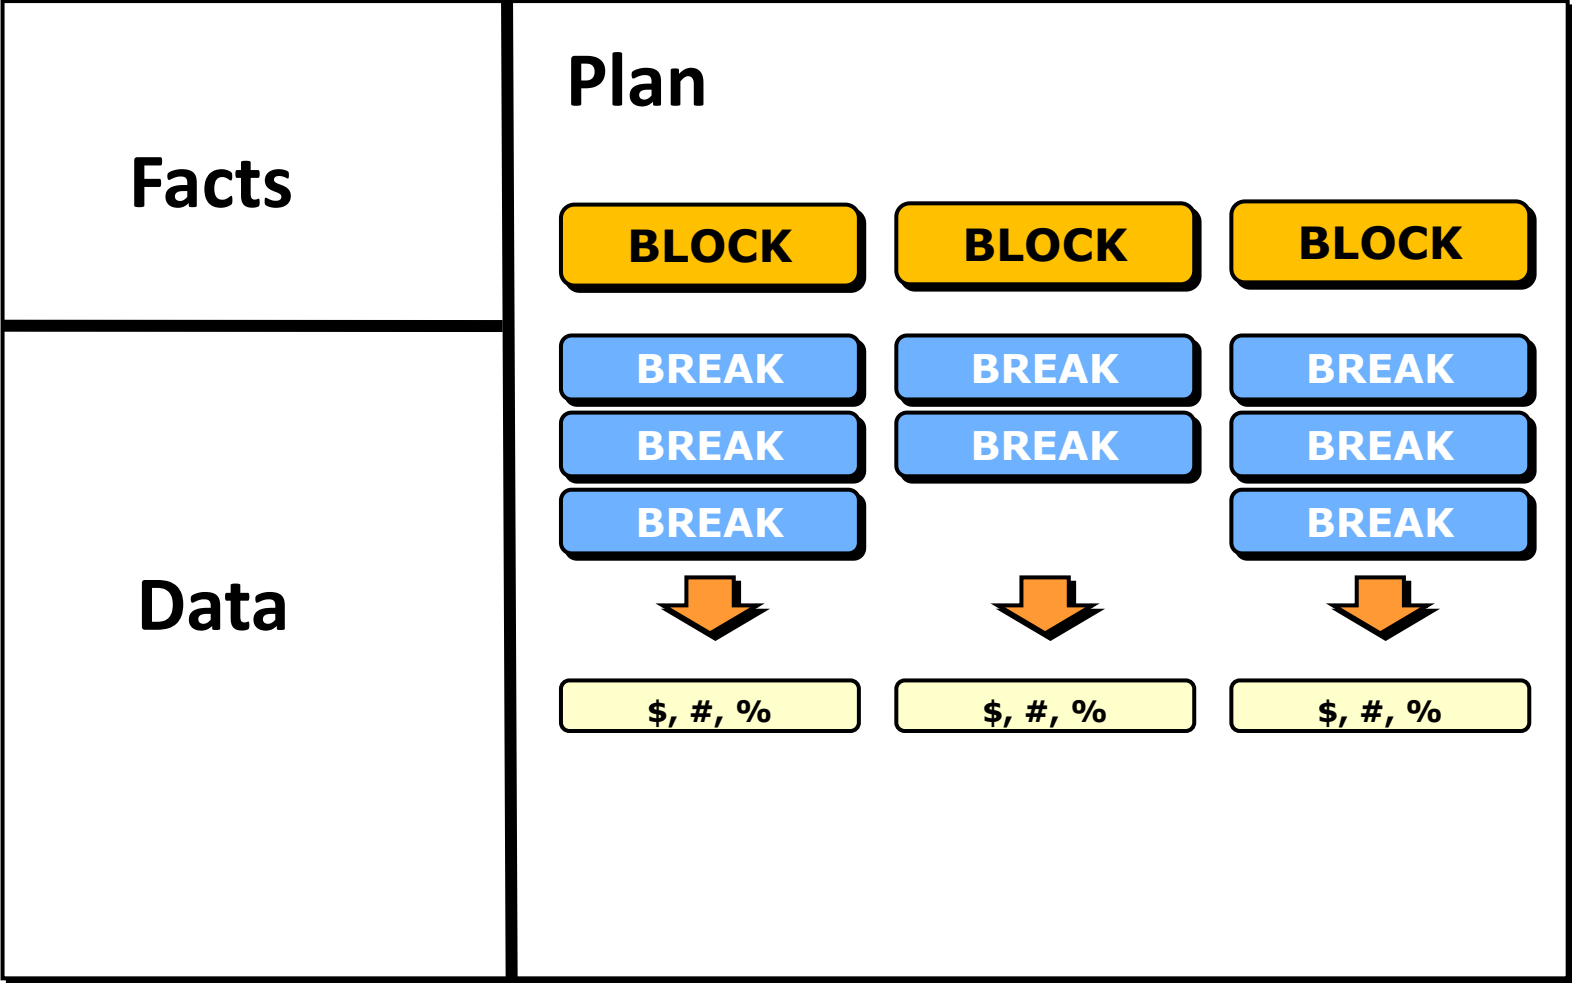 Facts
Data
Plan
BLOCK
BLOCK
BLOCK
BREAK
BREAK
BREAK
BREAK
BREAK
BREAK
BREAK
BREAK
$, #, %
$, #, %
$, #, %